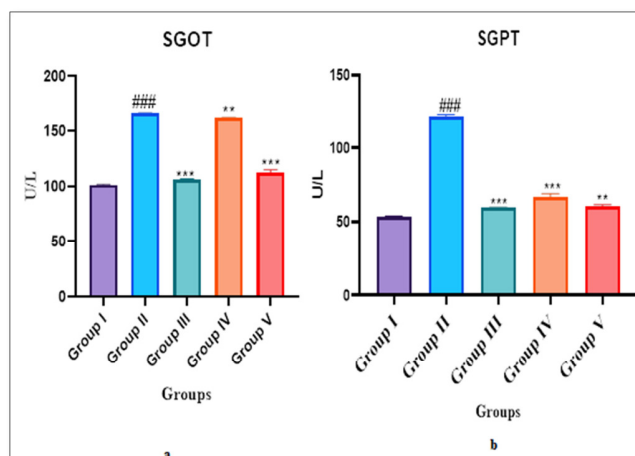 SGOT
U/L
200
150
100
50
0
###
***
**
***
Group I
Group II
Group III
Group IV
Group V
Groups
a
SGPT
U/L
150
100
50
0
###
***
***
**
Group I
Group II
Group III
Group IV
Group V
Groups
b